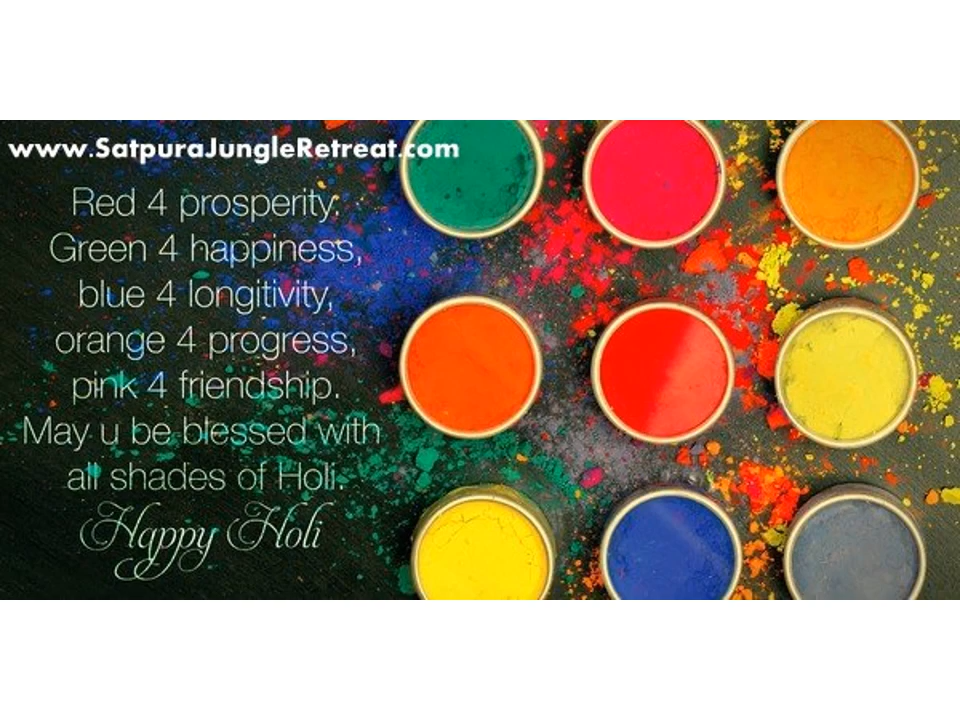 www.SatpuraJungleRetreat.com
Red 4 prosperity.
Green 4 happiness,
blue 4 longitivity,
orange 4 progress,
pink 4 friendship.
May u be blessed with
all shades of Holi.
Happy Holi